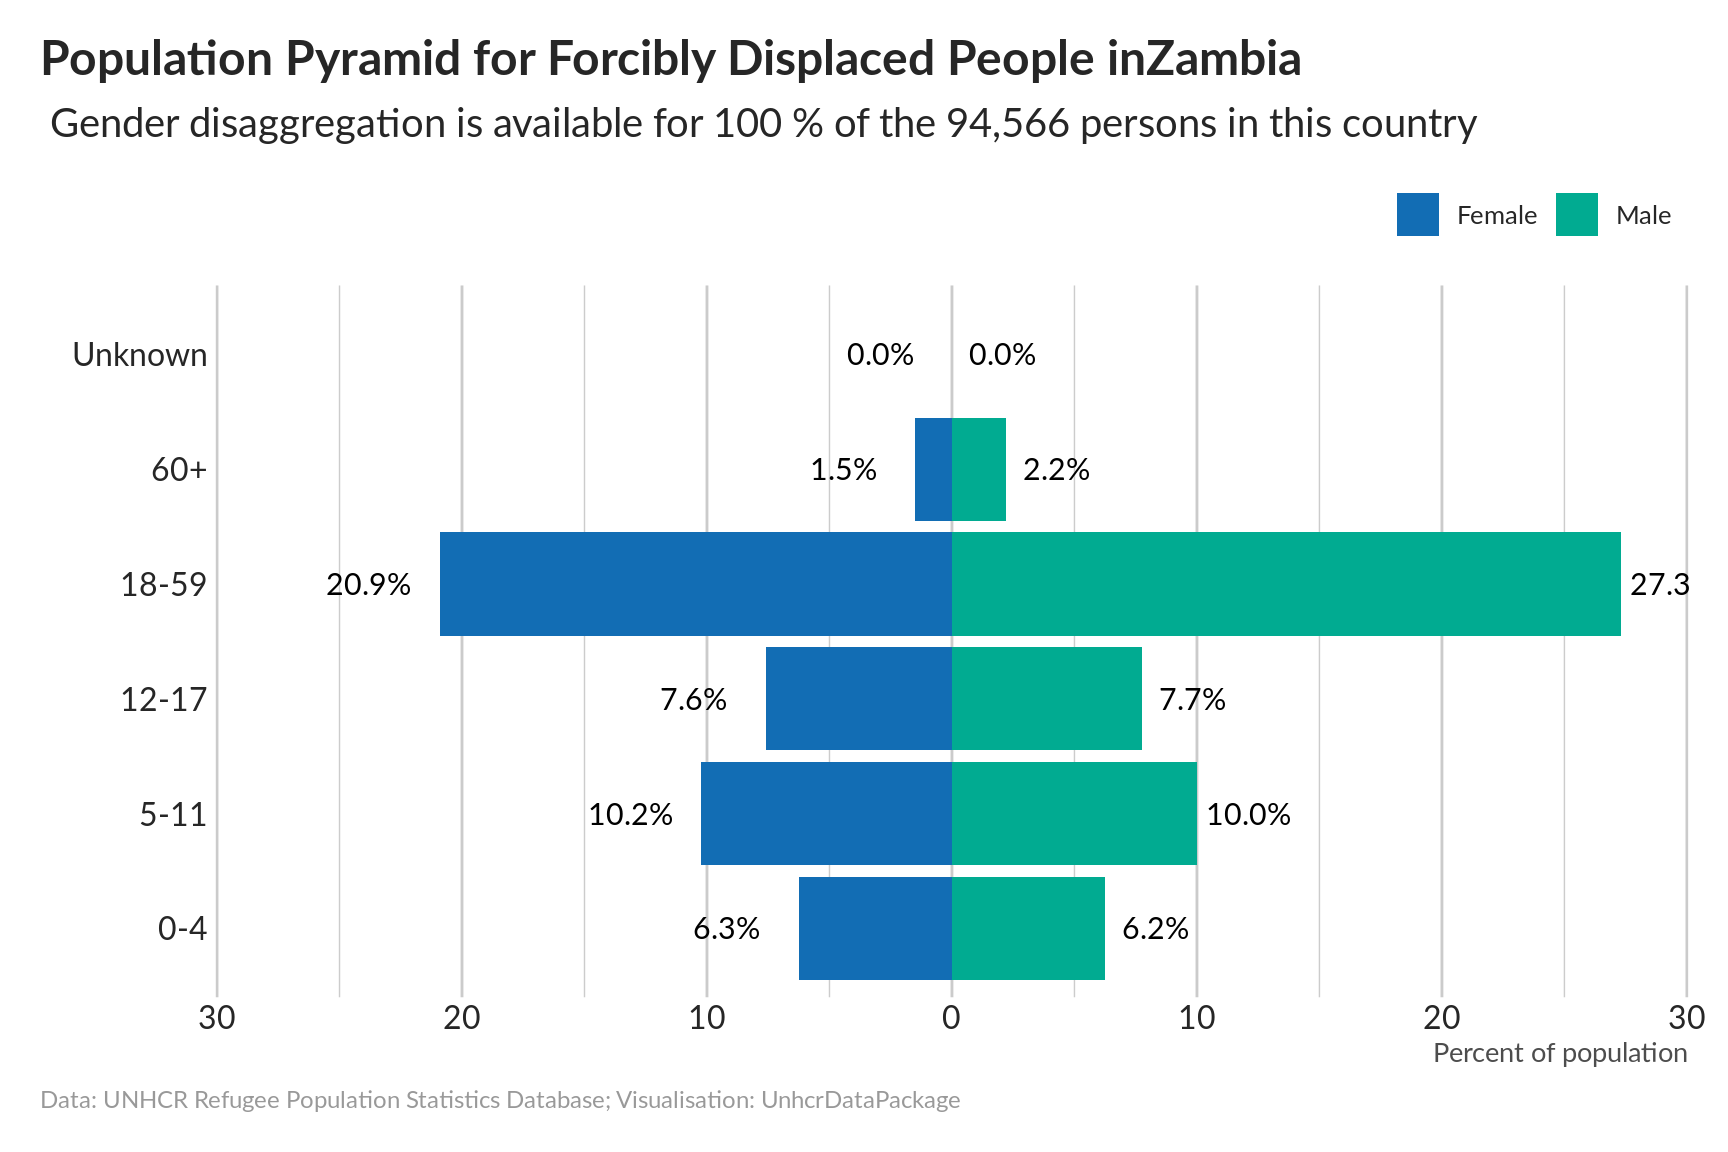 Population Pyramid for Forcibly Displaced People inZambia
Gender disaggregation is available for 100 % of the 94,566 persons in this country
Female Male
Unknown 0.0% 0.0%
60+ 1.5% 2.2%
18-59 20.9% 27.3
12-17 7.6% 7.7%
5-11 10.2% 10.0%
0-4 6.3% 6.2%
30 20 10 0 10 20 30
Percent of population
Data: UNHCR Refugee Population Statistics Database; Visualisation: UnhcrDataPackage